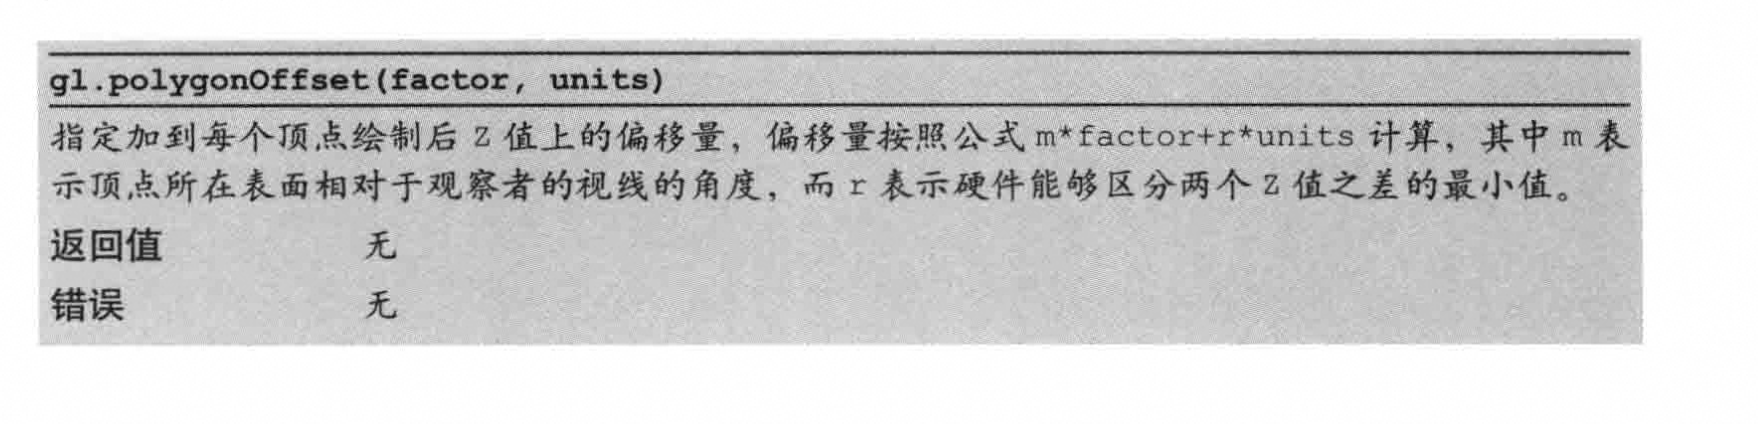 gl.polygonOffset(factor, units)
指定加到每个顶点绘制后 Z 值上的偏移量，偏移量按照公式 m*factor+r*units 计算，其中 m 表
示顶点所在表面相对于观察者的视线的角度，而 r 表示硬件能够区分两个 Z 值之差的最小值。
返回值 无
错误 无